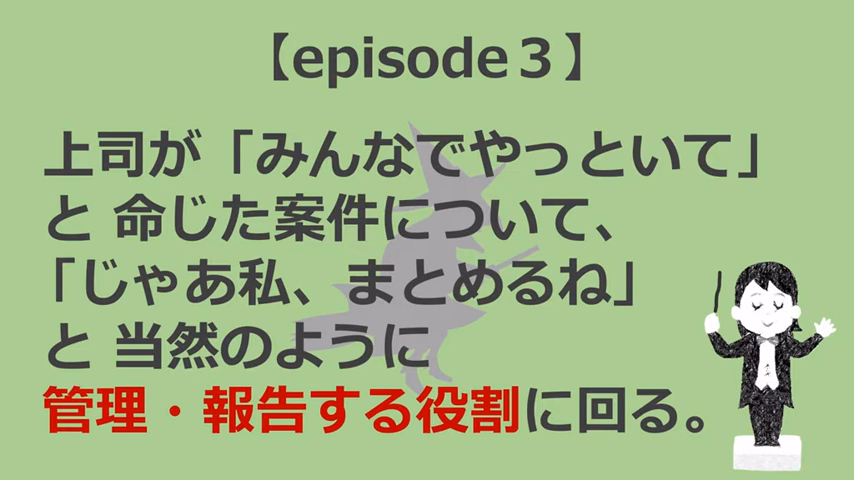 【episode３】
上司が「みんなでやっといて」
と 命じた案件について、
「じゃあ私、まとめるね」
と 当然のように
管理・報告する役割に回る。